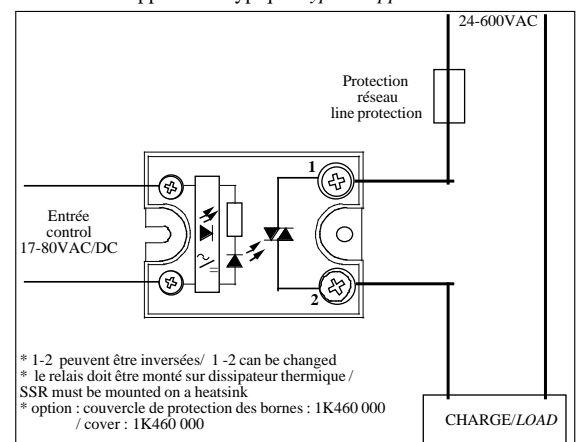 24-600VAC
Protection
réseau
line protection
1
Entrée
control
17-80VAC/DC
2
* 1-2 peuvent être inversées/ 1 -2 can be changed
* le relais doit être monté sur dissipateur thermique /
SSR must be mounted on a heatsink
* option : couvercle de protection des bornes : 1K460 000
/ cover : 1K460 000
CHARGE/LOAD